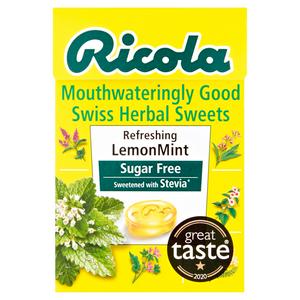 Ricola
Mouthwateringly Good
Swiss Herbal Sweets
Refreshing
LemonMint
Sugar Free
Sweetened with Stevia*
great
taste®
2020